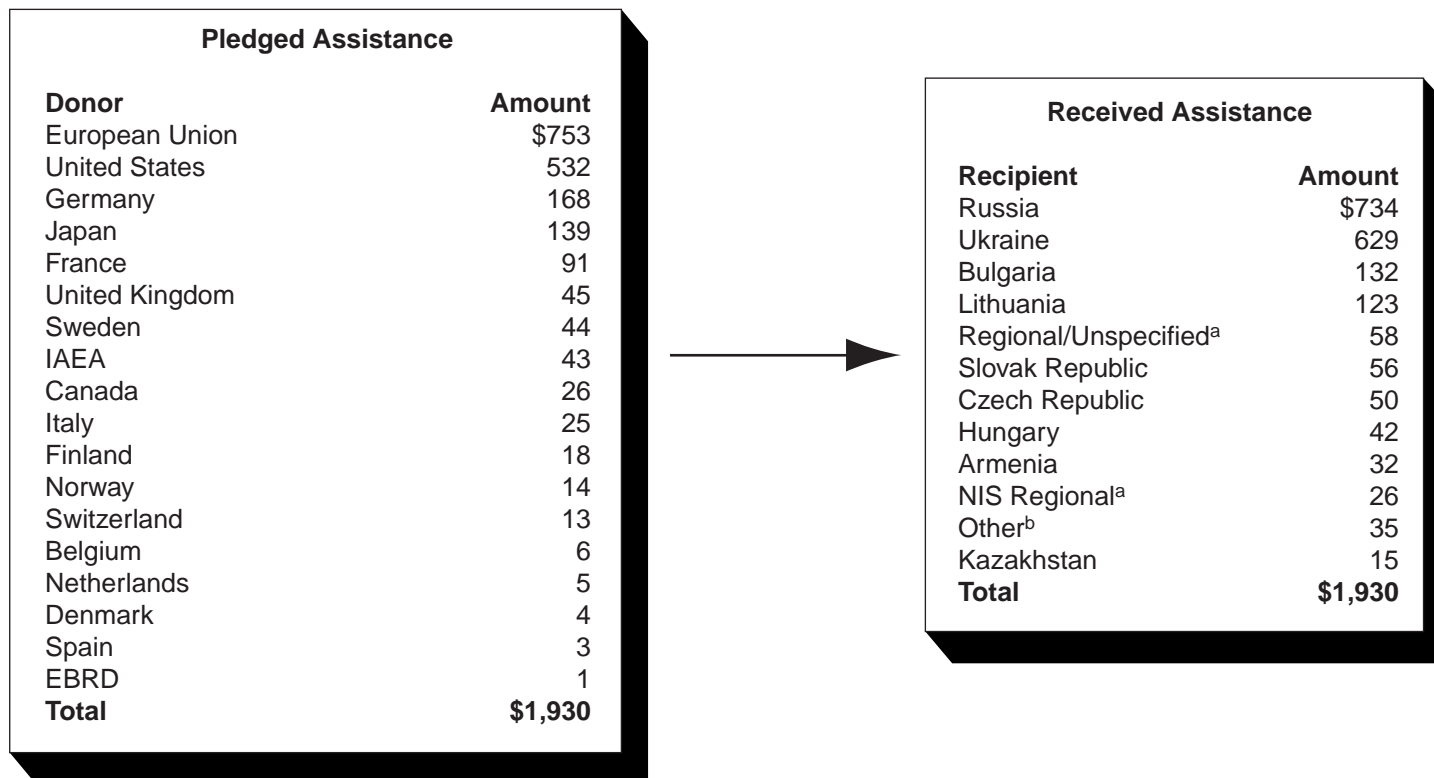 Pledged Assistance
Donor Amount
European Union $753
United States 532
Germany 168
Japan 139
France 91
United Kingdom 45
Sweden 44
IAEA 43
Canada 26
Italy 25
Finland 18
Norway 14
Switzerland 13
Belgium 6
Netherlands 5
Denmark 4
Spain 3
EBRD 1
Total $1,930
Received Assistance
Recipient Amount
Russia $734
Ukraine 629
Bulgaria 132
Lithuania 123
Regional/Unspecifiedᵃ 58
Slovak Republic 56
Czech Republic 50
Hungary 42
Armenia 32
NIS Regionalᵃ 26
Otherᵇ 35
Kazakhstan 15
Total $1,930